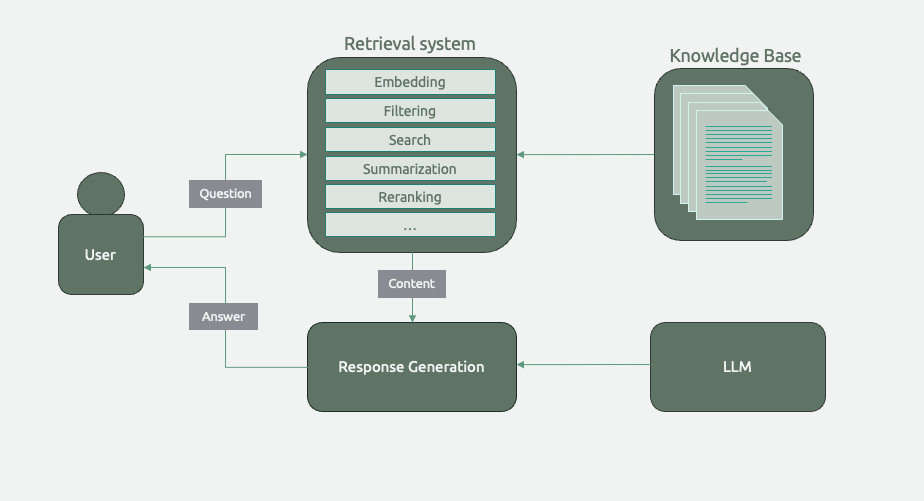 Retrieval system
Knowledge Base
Embedding
Filtering
Search
Summarization
Reranking
...
Question
User
Content
Answer
Response Generation
LLM